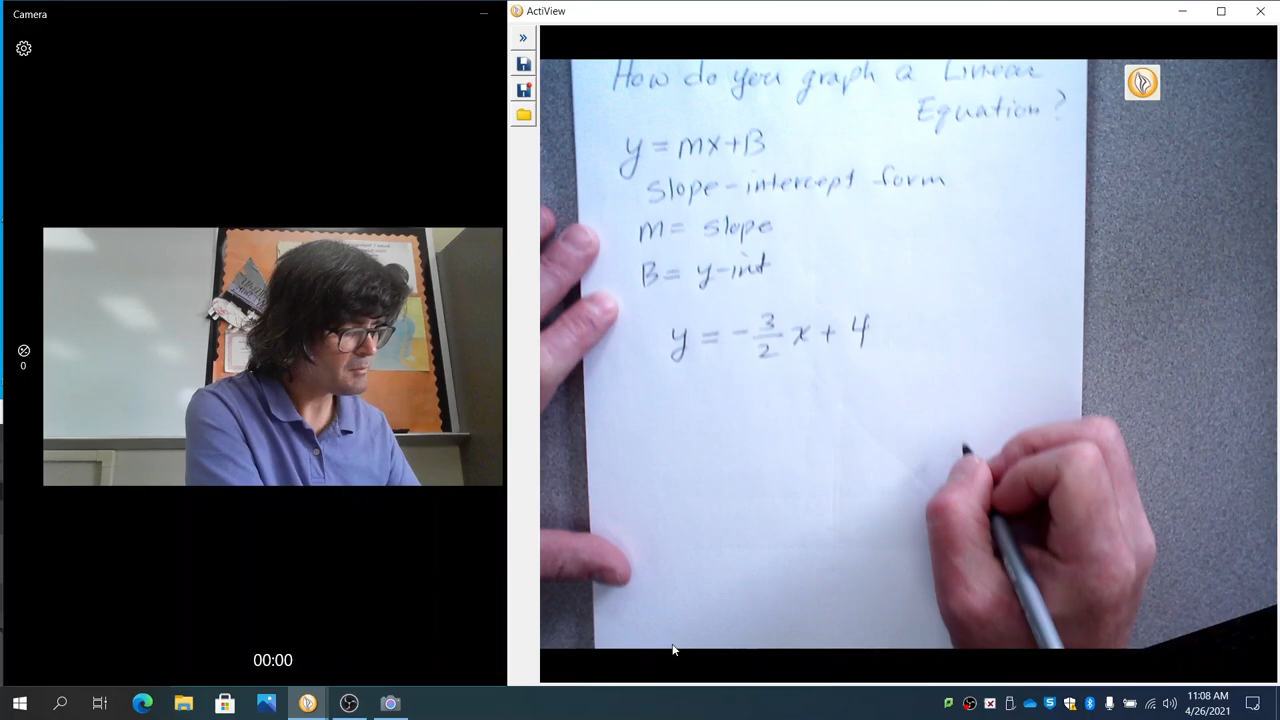 Camera
ActiView
How do you graph a Linear
Equation?
y = mx+B
slope-intercept form
m = slope
B = y-int
y = -3/2 x + 4
0
00:00
11:08 AM
4/26/2021